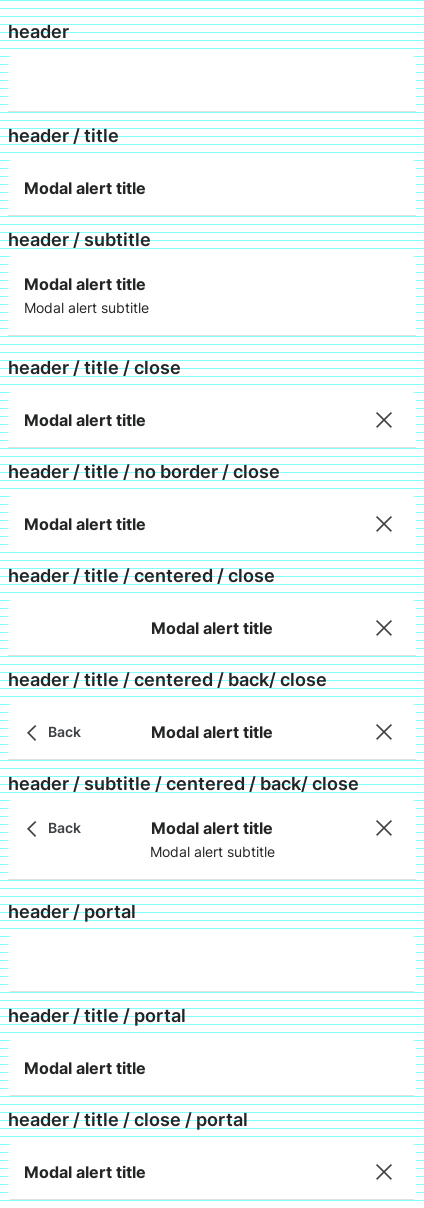 header
header / title
Modal alert title
header / subtitle
Modal alert title
Modal alert subtitle
header / title / close
Modal alert title
header / title / no border / close
Modal alert title
header / title / centered / close
Modal alert title
header / title / centered / back/ close
Back Modal alert title
header / subtitle / centered / back/ close
Back Modal alert title
Modal alert subtitle
header / portal
header / title / portal
Modal alert title
header / title / close / portal
Modal alert title